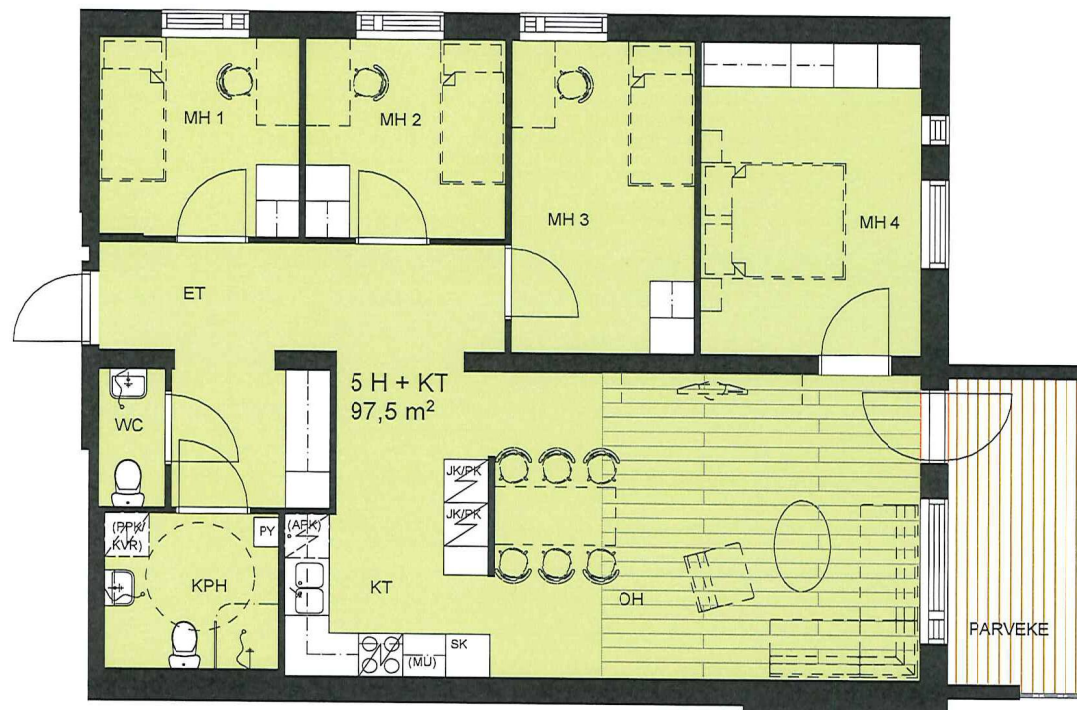 MH 1
MH 2
MH 3
MH 4
ET
5 H + KT
97,5 m²
WC
JK/PK
JK/PK
(PPK/
KVR)
PY
(APK)
KPH
KT
OH
SK
(MU)
PARVEKE